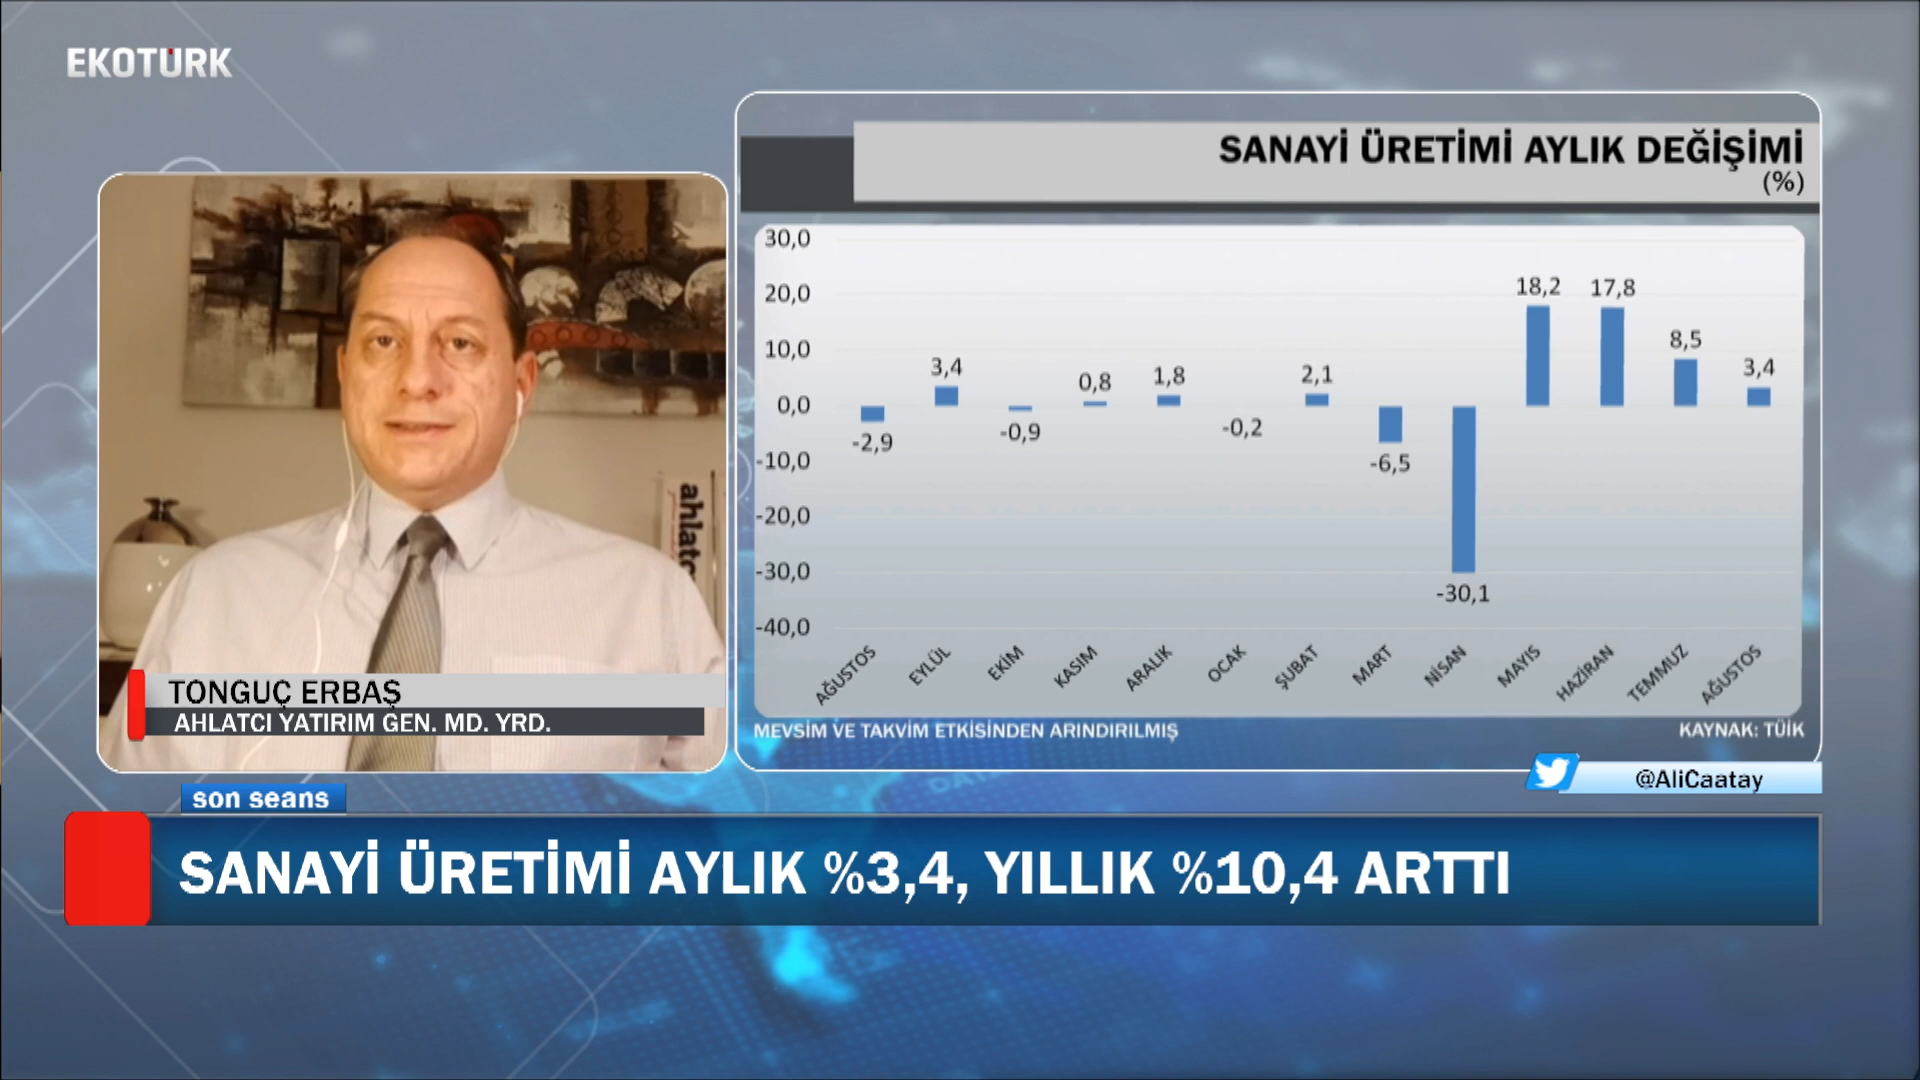 EKOTÜRK
SANAYİ ÜRETİMİ AYLIK DEĞİŞİMİ
(%)
30,0
20,0
10,0
0,0
-10,0
-20,0
-30,0
-40,0
-2,9
3,4
-0,9
0,8
1,8
-0,2
2,1
-6,5
-30,1
18,2
17,8
8,5
3,4
AĞUSTOS
EYLÜL
EKİM
KASIM
ARALIK
OCAK
ŞUBAT
MART
NİSAN
MAYIS
HAZİRAN
TEMMUZ
AĞUSTOS
MEVSİM VE TAKVİM ETKİSİNDEN ARINDIRILMIŞ
KAYNAK: TÜİK
ahlatc
TONGUÇ ERBAŞ
AHLATCI YATIRIM GEN. MD. YRD.
@AliCaatay
son seans
SANAYİ ÜRETİMİ AYLIK %3,4, YILLIK %10,4 ARTTI